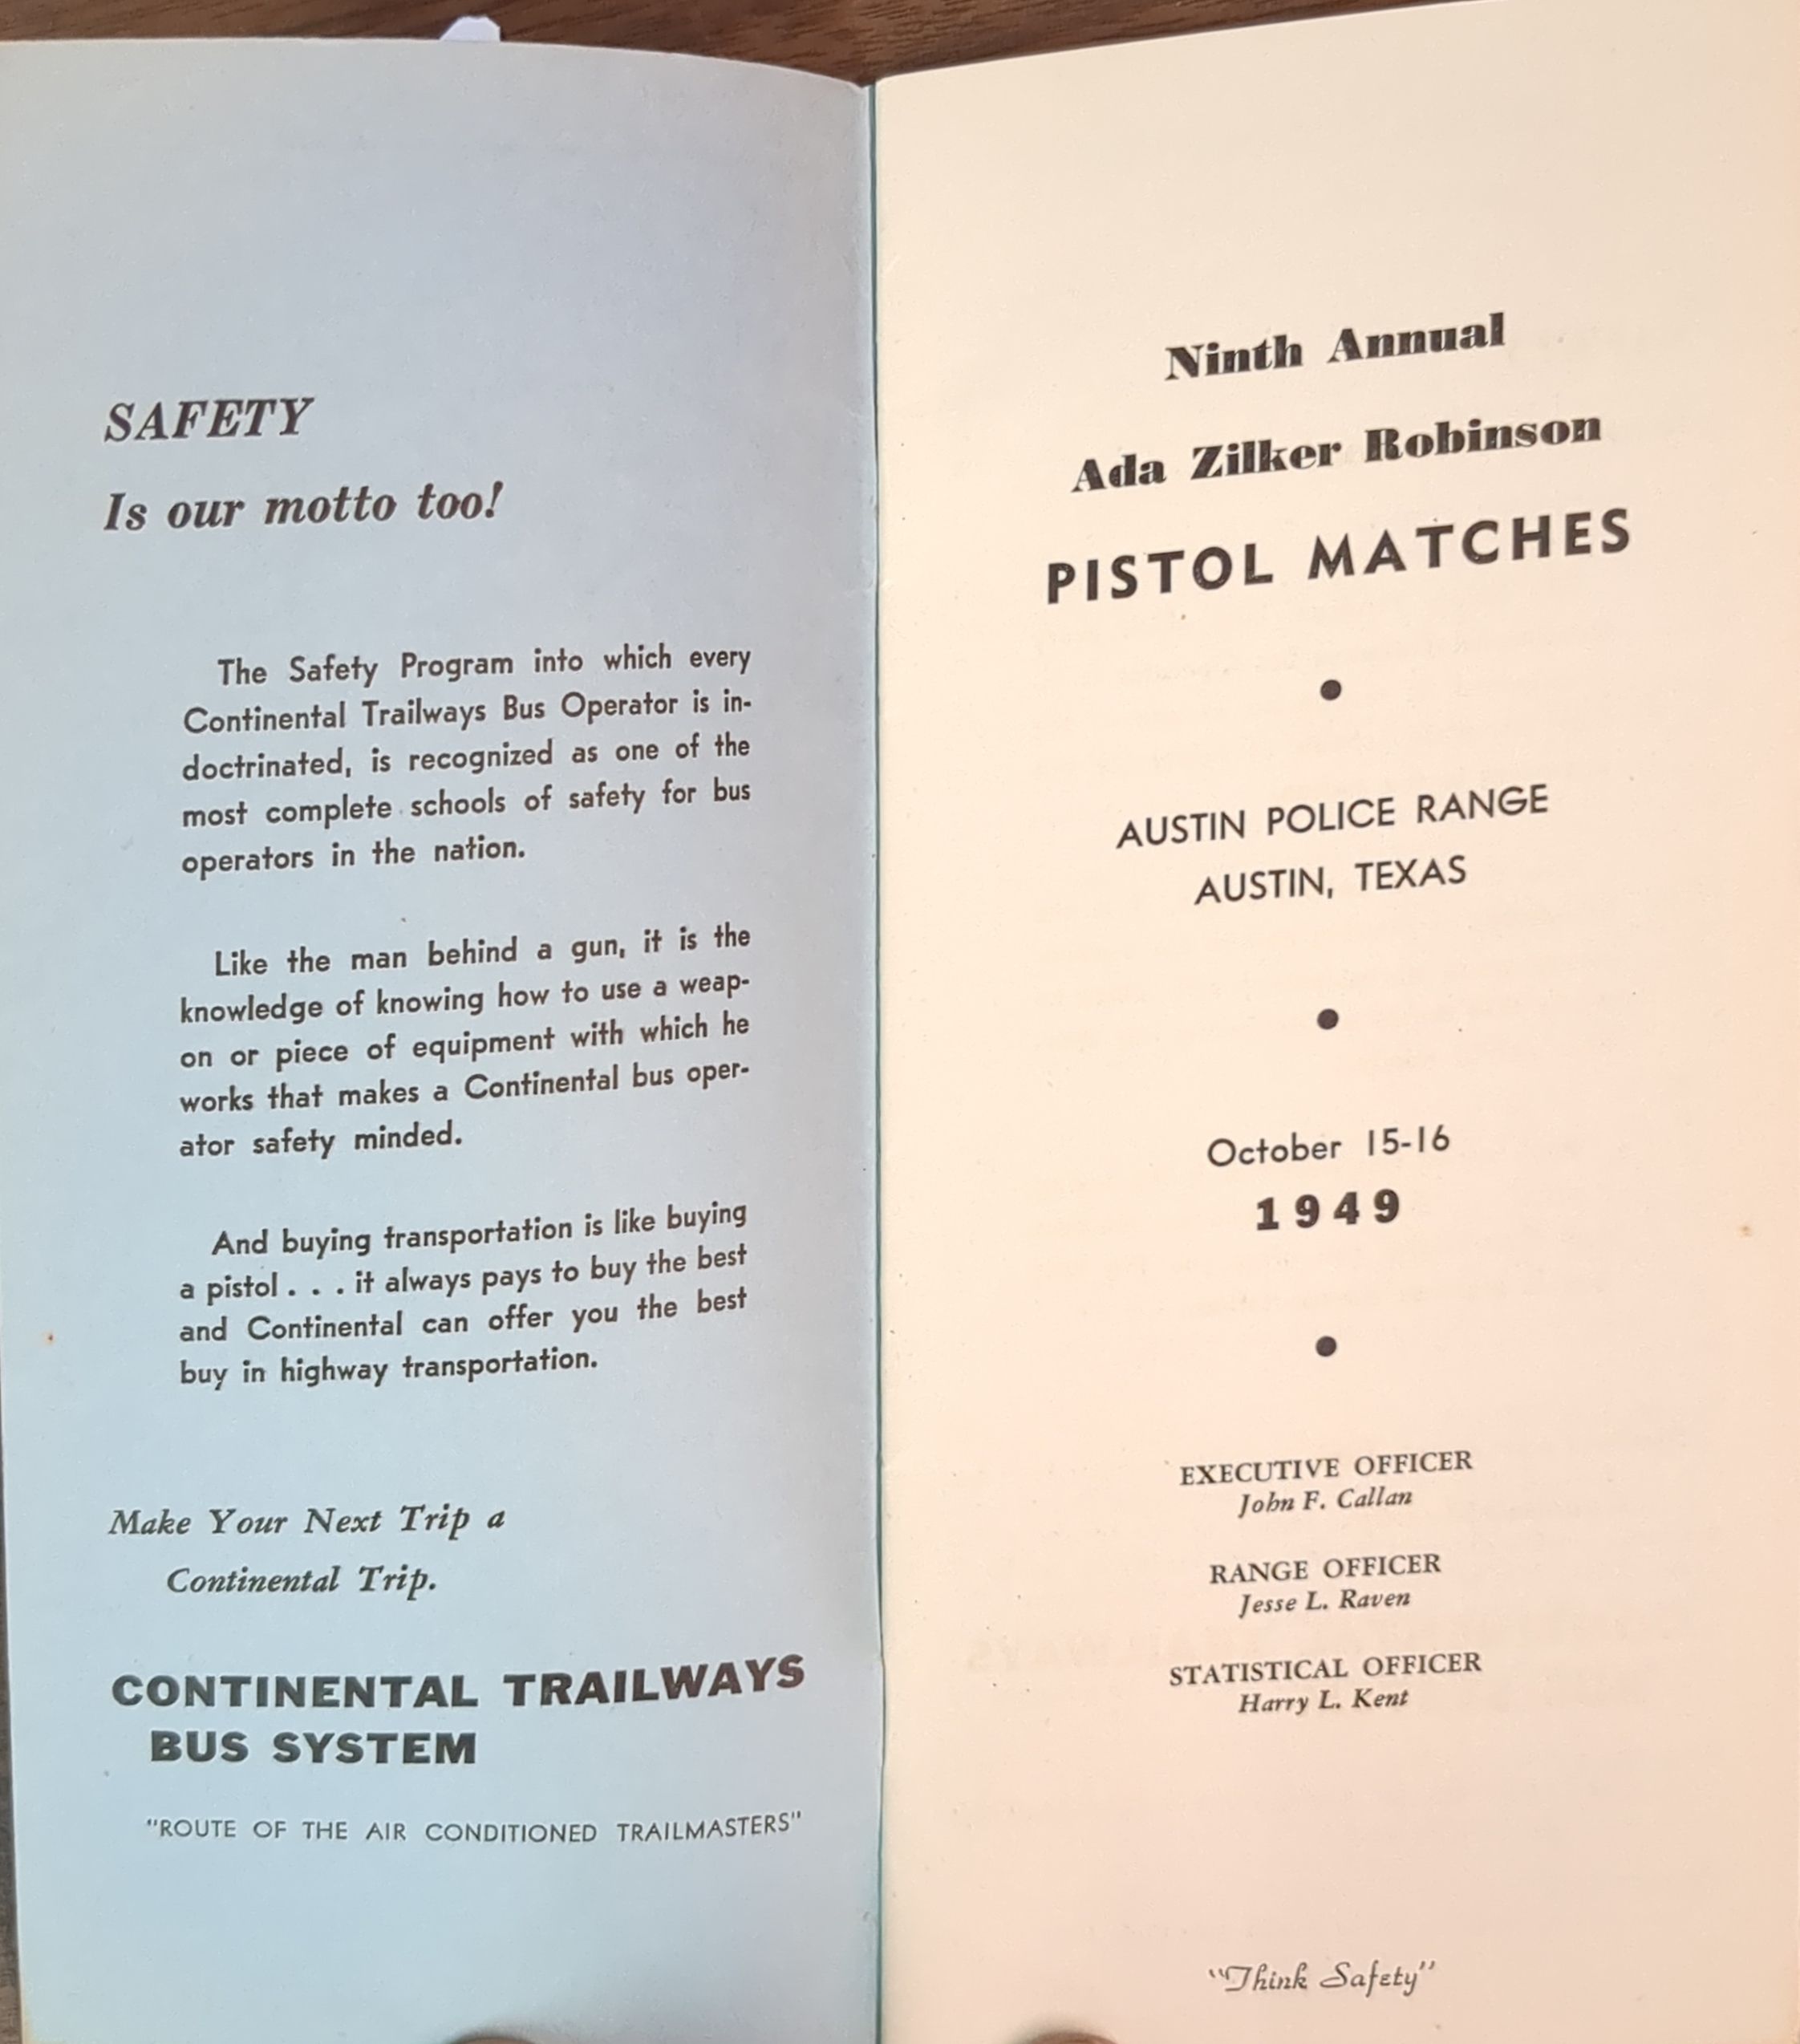 SAFETY
Is our motto too!
The Safety Program into which every
Continental Trailways Bus Operator is in-
doctrinated, is recognized as one of the
most complete schools of safety for bus
operators in the nation.
Like the man behind a gun, it is the
knowledge of knowing how to use a weap-
on or piece of equipment with which he
works that makes a Continental bus oper-
ator safety minded.
And buying transportation is like buying
a pistol . . . it always pays to buy the best
and Continental can offer you the best
buy in highway transportation.
Make Your Next Trip a
Continental Trip.
CONTINENTAL TRAILWAYS
BUS SYSTEM
"ROUTE OF THE AIR CONDITIONED TRAILMASTERS"
Ninth Annual
Ada Zilker Robinson
PISTOL MATCHES
AUSTIN POLICE RANGE
AUSTIN, TEXAS
October 15-16
1949
EXECUTIVE OFFICER
John F. Callan
RANGE OFFICER
Jesse L. Raven
STATISTICAL OFFICER
Harry L. Kent
"Think Safety"